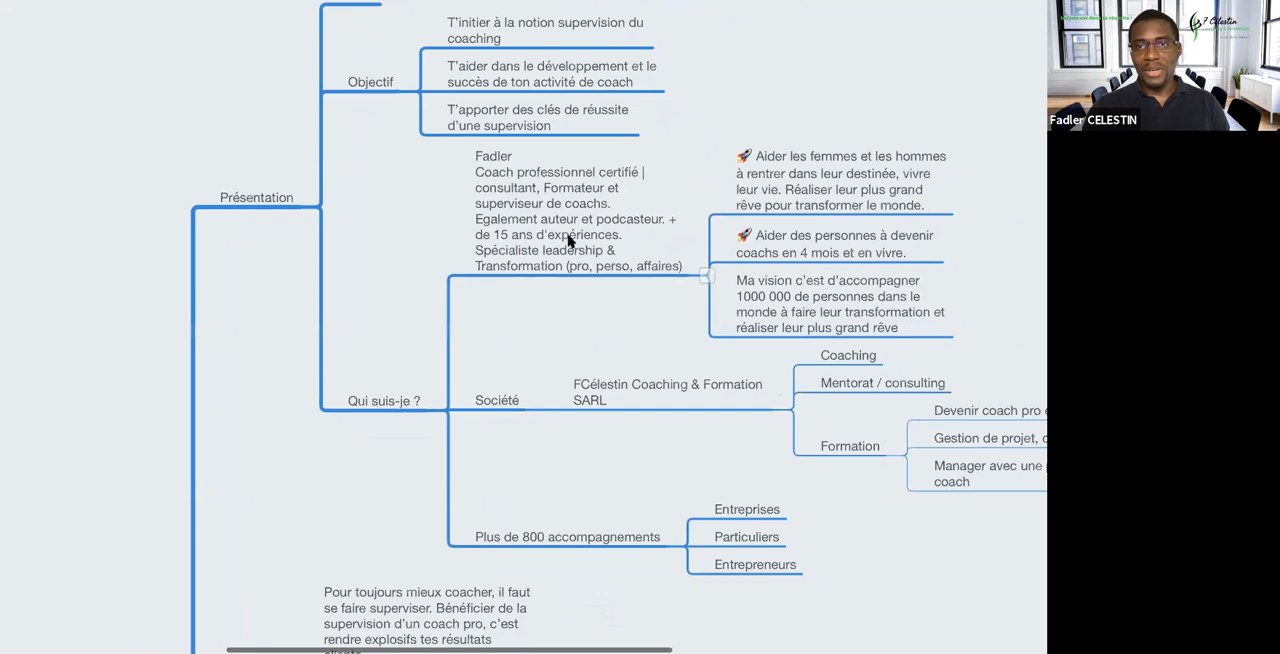 T'initier à la notion supervision du
coaching
Objectif
T'aider dans le développement et le
succès de ton activité de coach
T'apporter des clés de réussite
d'une supervision
Présentation
Fadler
Coach professionnel certifié |
consultant, Formateur et
superviseur de coachs.
Egalement auteur et podcasteur. +
de 15 ans d'expériences.
Spécialiste leadership &
Transformation (pro, perso, affaires)
🚀 Aider les femmes et les hommes
à rentrer dans leur destinée, vivre
leur vie. Réaliser leur plus grand
rêve pour transformer le monde.
🚀 Aider des personnes à devenir
coachs en 4 mois et en vivre.
Ma vision c'est d'accompagner
1000 000 de personnes dans le
monde à faire leur transformation et
réaliser leur plus grand rêve
Qui suis-je ?
Société
FCélestin Coaching & Formation
SARL
Coaching
Mentorat / consulting
Formation
Devenir coach pro
Gestion de projet,
Manager avec une
coach
Plus de 800 accompagnements
Entreprises
Particuliers
Entrepreneurs
Pour toujours mieux coacher, il faut
se faire superviser. Bénéficier de la
supervision d'un coach pro, c'est
rendre explosifs tes résultats
Célestin
Fadler CELESTIN